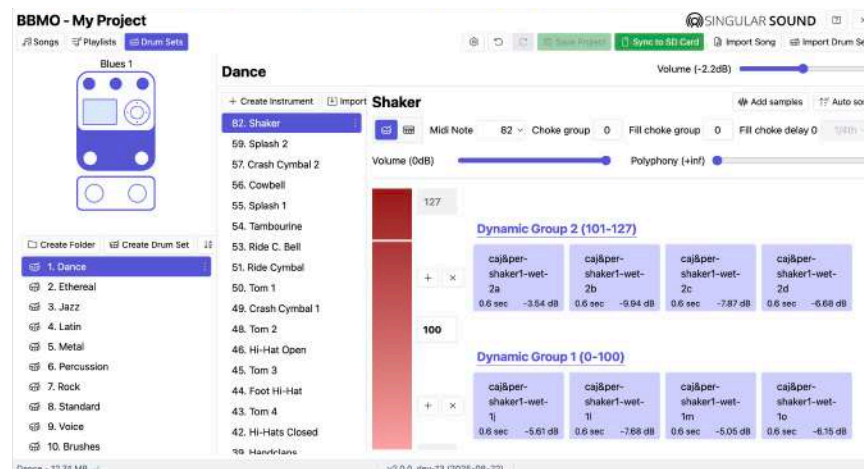 BBMO - My Project
SINGULAR SOUND
Songs
Playlists
Drum Sets
Sync to SD Card
Import Song
Import Drum Se
Blues 1
Dance
Volume (-2.2dB)
+ Create Instrument
Import
Shaker
Add samples
Auto so
Midi Note
82
Choke group
0
Fill choke group
0
Fill choke delay 0
1/4th
Volume (0dB)
Polyphony (+inf)
82. Shaker
59. Splash 2
57. Crash Cymbal 2
56. Cowbell
55. Splash 1
54. Tambourine
53. Ride C. Bell
51. Ride Cymbal
50. Tom 1
49. Crash Cymbal 1
48. Tom 2
46. Hi-Hat Open
45. Tom 3
44. Foot Hi-Hat
43. Tom 4
42. Hi-Hats Closed
39. Handclaps
Create Folder
Create Drum Set
1. Dance
2. Ethereal
3. Jazz
4. Latin
5. Metal
6. Percussion
7. Rock
8. Standard
9. Voice
10. Brushes
127
Dynamic Group 2 (101-127)
caj&per-
shaker1-wet-
2a
0.6 sec -3.54 dB
caj&per-
shaker1-wet-
2b
0.6 sec -9.94 dB
caj&per-
shaker1-wet-
2c
0.6 sec -7.87 dB
caj&per-
shaker1-wet-
2d
0.6 sec -6.68 dB
100
Dynamic Group 1 (0-100)
caj&per-
shaker1-wet-
1j
0.6 sec -5.61 dB
caj&per-
shaker1-wet-
1l
0.6 sec -7.68 dB
caj&per-
shaker1-wet-
1m
0.6 sec -5.05 dB
caj&per-
shaker1-wet-
1o
0.6 sec -6.15 dB